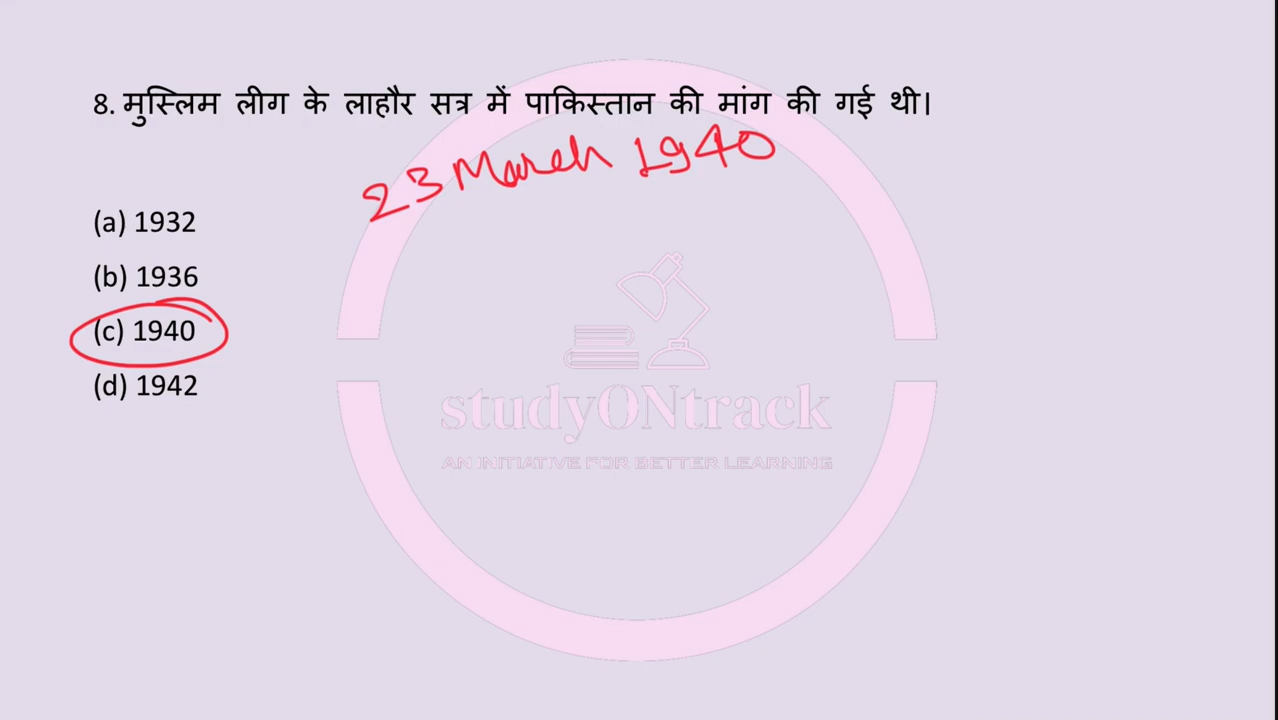 8. मुस्लिम लीग के लाहौर सत्र में पाकिस्तान की मांग की गई थी।
23 March 1940
(a) 1932
(b) 1936
(c) 1940
(d) 1942
studyONtrack
AN INITIATIVE FOR BETTER LEARNING